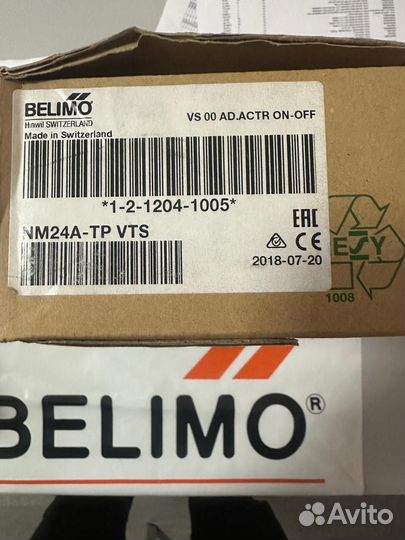 BELIMO®
Hinwil SWITZERLAND
Made in Switzerland
VS 00 AD.ACTR ON-OFF
*1-2-1204-1005*
NM24A-TP VTS
EAC
CE
2018-07-20
RESY
1008
BELIMO®
Avito